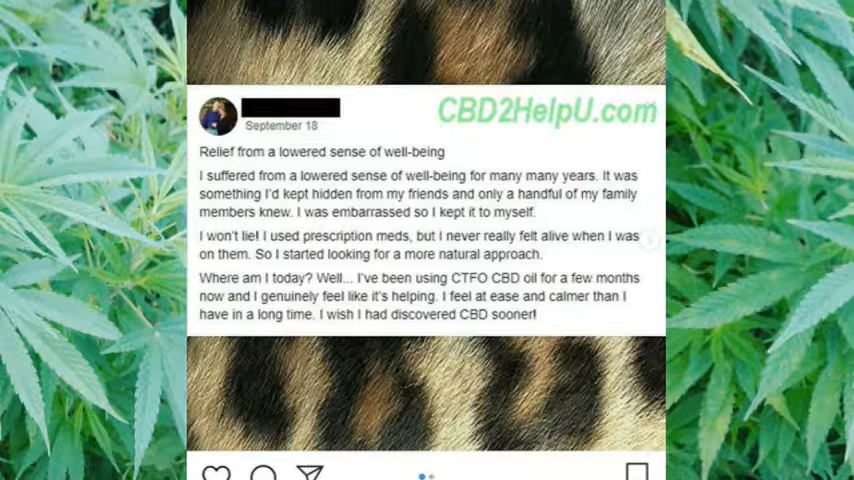 CBD2HelpU.com
September 18
Relief from a lowered sense of well-being
I suffered from a lowered sense of well-being for many many years. It was
something I'd kept hidden from my friends and only a handful of my family
members knew. I was embarrassed so I kept it to myself.
I won't lie! I used prescription meds, but I never really felt alive when I was
on them. So I started looking for a more natural approach.
Where am I today? Well... I've been using CTFO CBD oil for a few months
now and I genuinely feel like it's helping. I feel at ease and calmer than I
have in a long time. I wish I had discovered CBD sooner!